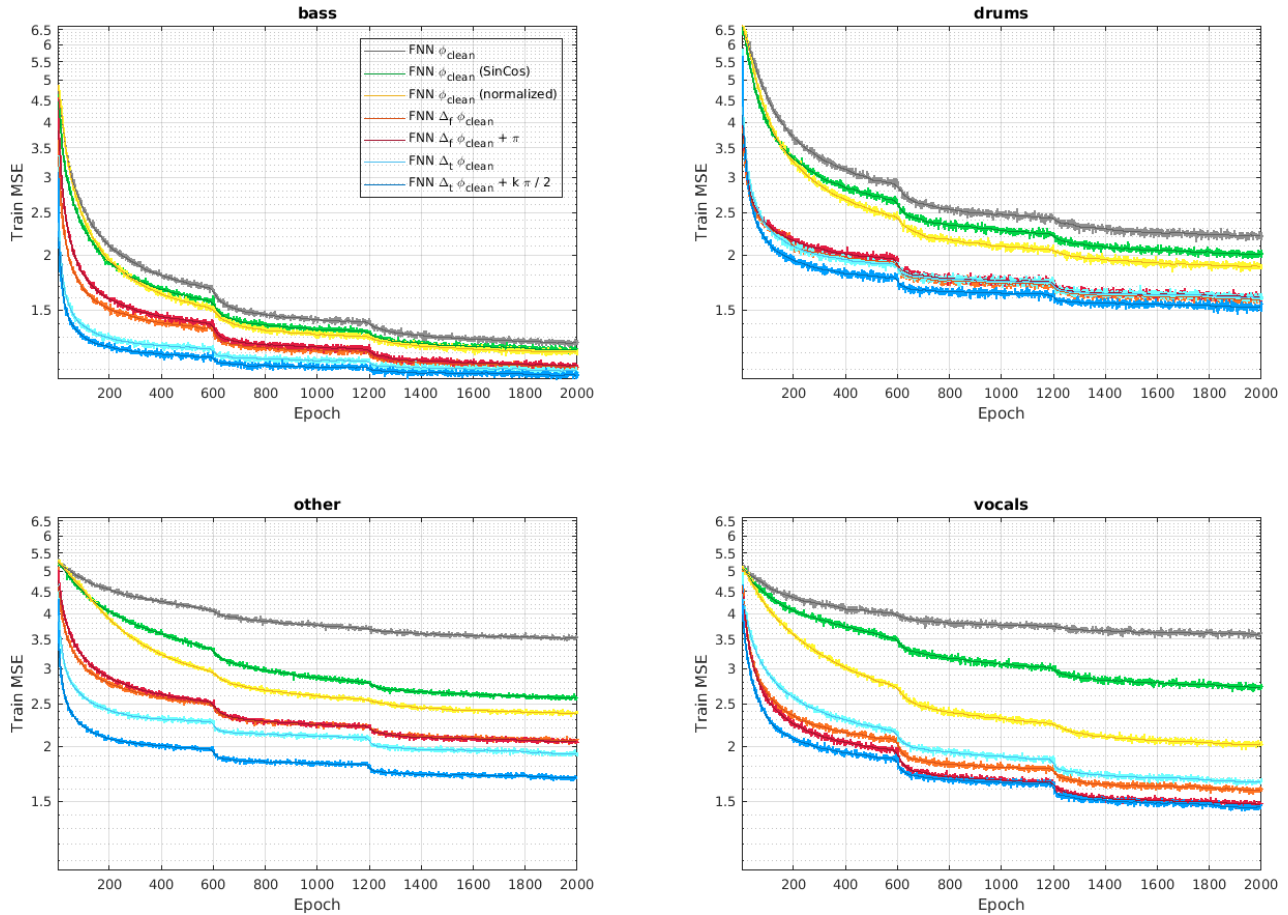 bass
6.5
6
5.5
5
4.5
4
3.5
3
2.5
2
1.5
Train MSE
FNN ϕclean
FNN ϕclean (SinCos)
FNN ϕclean (normalized)
FNN Δf ϕclean
FNN Δf ϕclean + π
FNN Δt ϕclean
FNN Δt ϕclean + k π / 2
200 400 600 800 1000 1200 1400 1600 1800 2000
Epoch
drums
6.5
6
5.5
5
4.5
4
3.5
3
2.5
2
1.5
Train MSE
200 400 600 800 1000 1200 1400 1600 1800 2000
Epoch
other
6.5
6
5.5
5
4.5
4
3.5
3
2.5
2
1.5
Train MSE
200 400 600 800 1000 1200 1400 1600 1800 2000
Epoch
vocals
6.5
6
5.5
5
4.5
4
3.5
3
2.5
2
1.5
Train MSE
200 400 600 800 1000 1200 1400 1600 1800 2000
Epoch